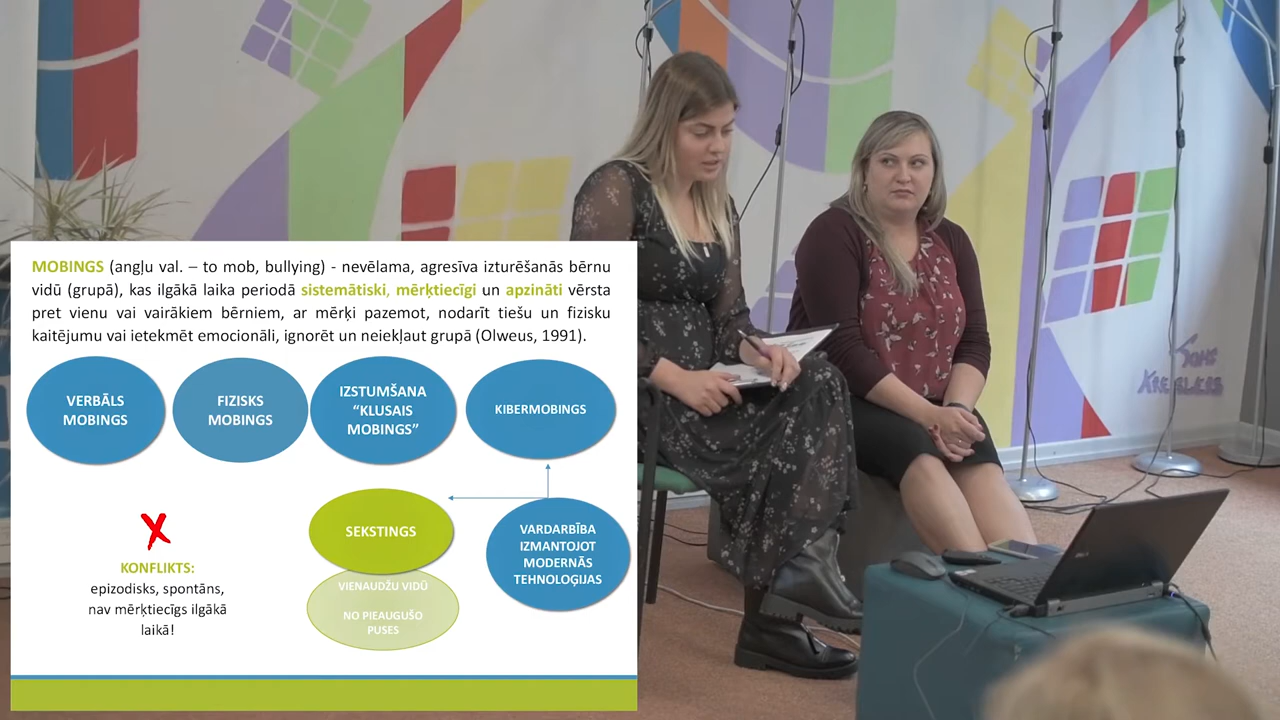 MOBINGS (angļu val. – to mob, bullying) - nevēlama, agresīva izturēšanās bērnu
vidū (grupā), kas ilgākā laika periodā sistemātiski, mērķtiecīgi un apzināti vērsta
pret vienu vai vairākiem bērniem, ar mērķi pazemot, nodarīt tiešu un fizisku
kaitējumu vai ietekmēt emocionāli, ignorēt un neiekļaut grupā (Olweus, 1991).
VERBĀLS
MOBINGS
FIZISKS
MOBINGS
IZSTUMŠANA
“KLUSAIS
MOBINGS”
KIBERMOBINGS
SEKSTINGS
VIENAUDŽU VIDŪ
NO PIEAUGUŠO
PUSES
VARDARBĪBA
IZMANTOJOT
MODERNĀS
TEHNOLOĢIJAS
X
KONFLIKTS:
epizodisks, spontāns,
nav mērķtiecīgs ilgākā
laikā!